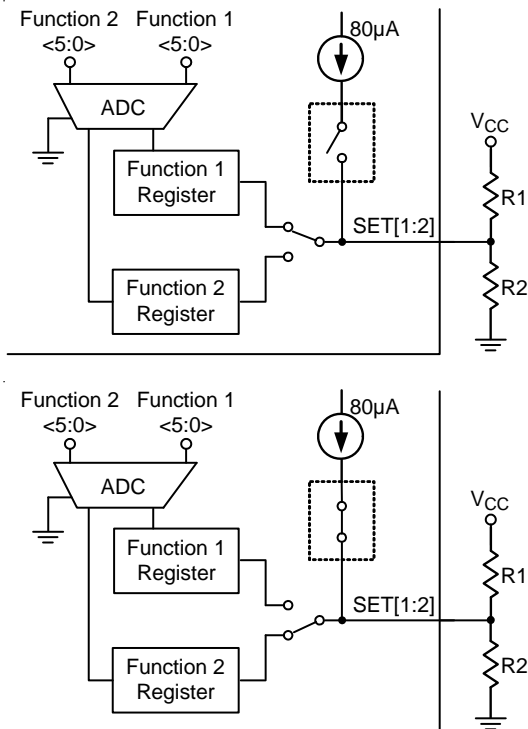 Function 2 Function 1
<5:0> <5:0>
80µA
ADC
VCC
Function 1
Register
R1
SET[1:2]
Function 2
Register
R2
Function 2 Function 1
<5:0> <5:0>
80µA
ADC
VCC
Function 1
Register
R1
SET[1:2]
Function 2
Register
R2